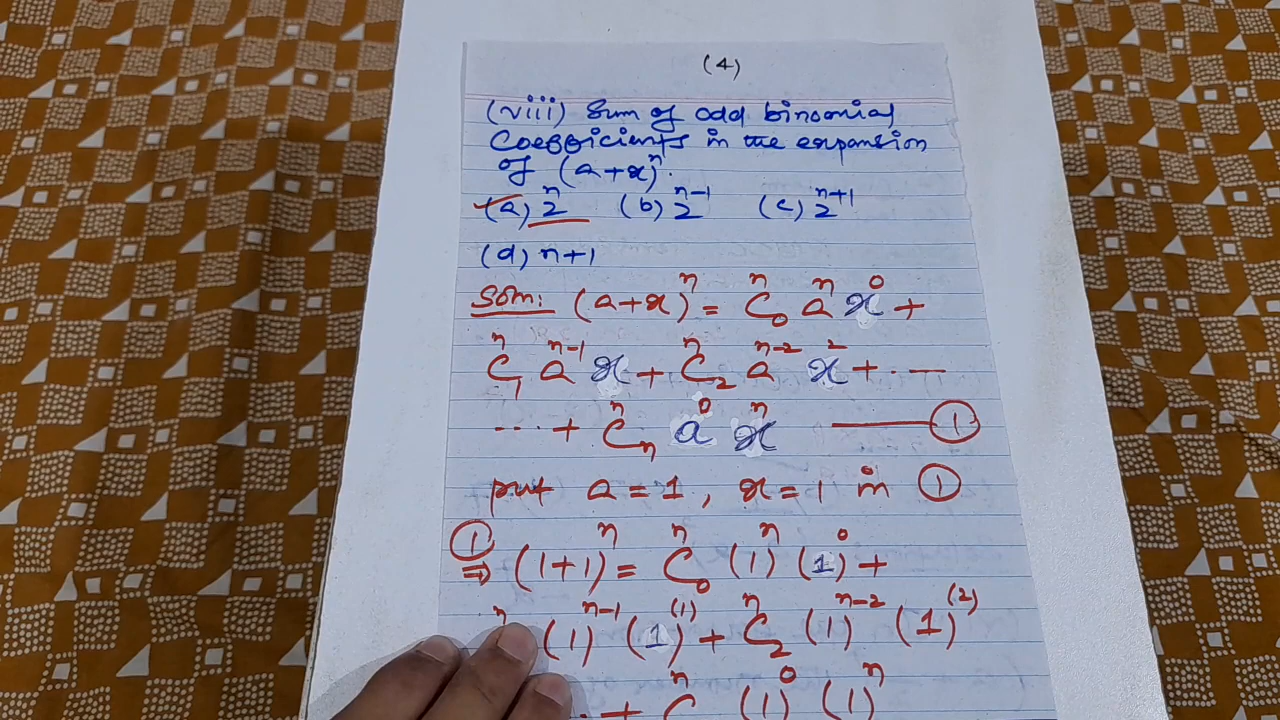 (4)
(viii) Sum of odd binomial
Coefficients in the expansion
of (a+x)ⁿ.
(a) 2ⁿ (b) 2ⁿ⁻¹ (c) 2ⁿ⁺¹
(d) n+1
Soln: (a+x)ⁿ = ⁿC₀ aⁿ x⁰ +
ⁿC₁ aⁿ⁻¹ x + ⁿC₂ aⁿ⁻² x² + ...
... + ⁿCₙ a⁰ xⁿ —— ①
put a = 1, x = 1 in ①
① ⇒ (1+1)ⁿ = ⁿC₀ (1)ⁿ (1)⁰ +
ⁿ (1)ⁿ⁻¹ (1)⁽¹⁾ + ⁿC₂ (1)ⁿ⁻² (1)⁽²⁾
.. + ⁿC (1)⁰ (1)ⁿ